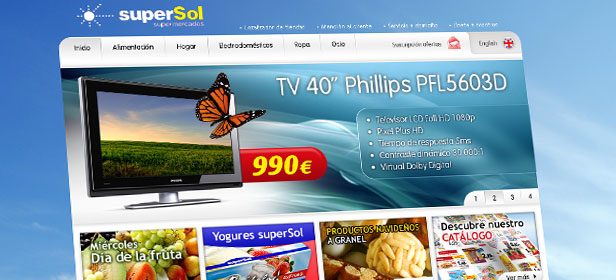 superSol
supermercados
Localizador de tiendas
Atención al cliente
Servicio a domicilio
Únete a nosotros
Inicio
Alimentación
Hogar
Electrodomésticos
Ropa
Ocio
Suscripción ofertas
English
TV 40” Phillips PFL5603D
Televisor LCD Full HD 1080p
Pixel Plus HD
Tiempo de respuesta 5ms
Contraste dinámico 30.000:1
Virtual Dolby Digital
990€
PHILIPS
1 2 3 4
Miércoles
Día de la fruta
Yogures superSol
PRODUCTOS NAVIDEÑOS
A GRANEL
Descubre nuestro
CATÁLOGO
Ver más